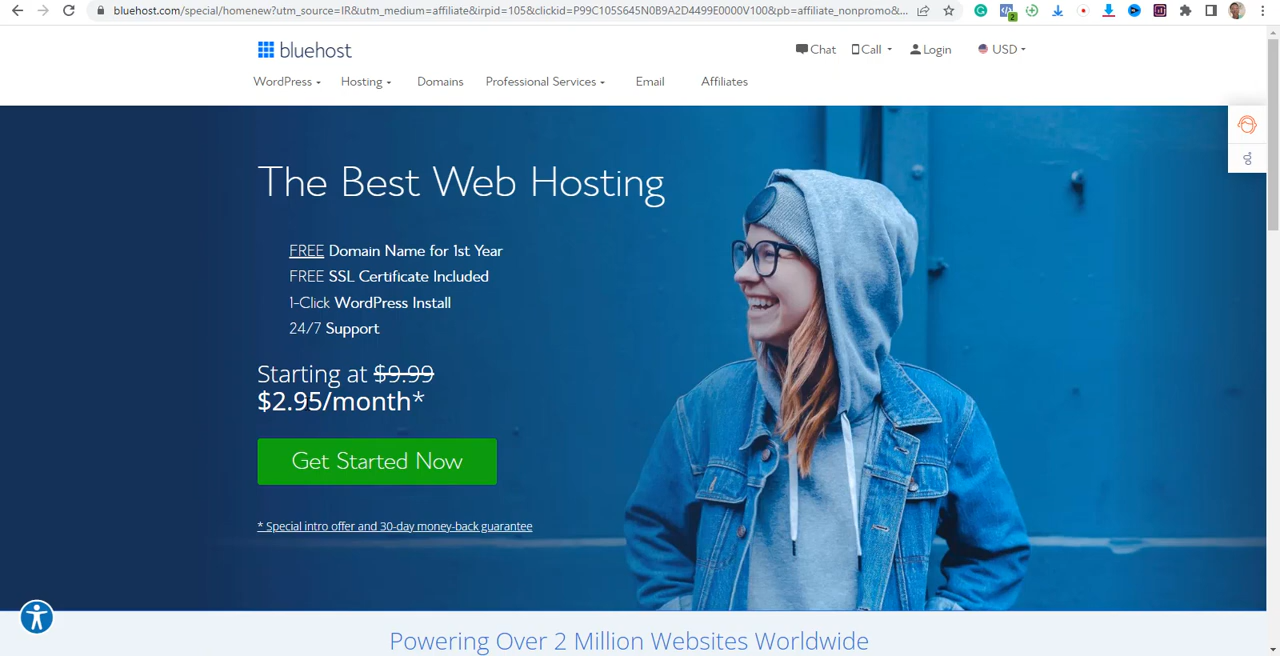 bluehost.com/special/homenew?utm_source=IR&utm_medium=affiliate&irpid=105&clickid=P99C105S645N0B9A2D4499E0000V100&pb=affiliate_nonpromo&...
2
bluehost
Chat Call Login USD
WordPress Hosting Domains Professional Services Email Affiliates
The Best Web Hosting
FREE Domain Name for 1st Year
FREE SSL Certificate Included
1-Click WordPress Install
24/7 Support
Starting at $9.99
$2.95/month*
Get Started Now
* Special intro offer and 30-day money-back guarantee
Powering Over 2 Million Websites Worldwide